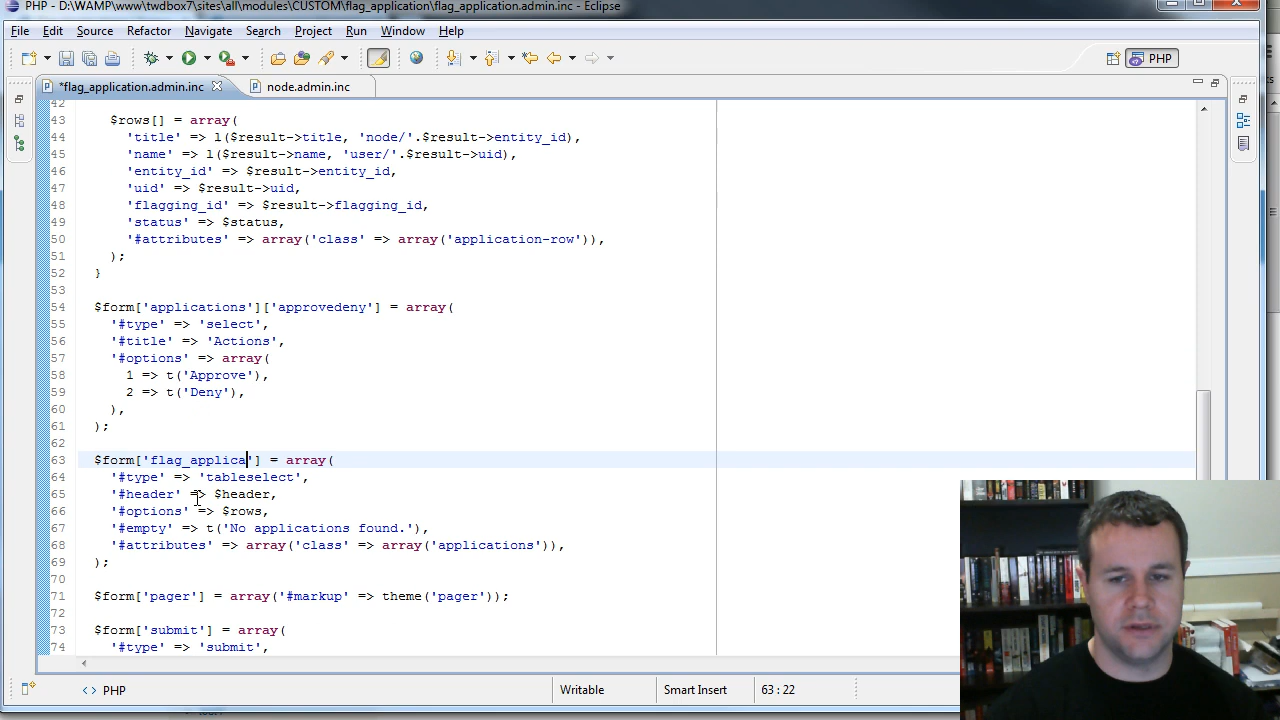 PHP - D:\WAMP\www\twdbox7\sites\all\modules\CUSTOM\flag_application\flag_application.admin.inc - Eclipse
File Edit Source Refactor Navigate Search Project Run Window Help
PHP
*flag_application.admin.inc node.admin.inc
42
43 $rows[] = array(
44 'title' => l($result->title, 'node/'.$result->entity_id),
45 'name' => l($result->name, 'user/'.$result->uid),
46 'entity_id' => $result->entity_id,
47 'uid' => $result->uid,
48 'flagging_id' => $result->flagging_id,
49 'status' => $status,
50 '#attributes' => array('class' => array('application-row')),
51 );
52 }
53
54 $form['applications']['approvedeny'] = array(
55 '#type' => 'select',
56 '#title' => 'Actions',
57 '#options' => array(
58 1 => t('Approve'),
59 2 => t('Deny'),
60 ),
61 );
62
63 $form['flag_applica'] = array(
64 '#type' => 'tableselect',
65 '#header' => $header,
66 '#options' => $rows,
67 '#empty' => t('No applications found.'),
68 '#attributes' => array('class' => array('applications')),
69 );
70
71 $form['pager'] = array('#markup' => theme('pager'));
72
73 $form['submit'] = array(
74 '#type' => 'submit',
<> PHP Writable Smart Insert 63 : 22